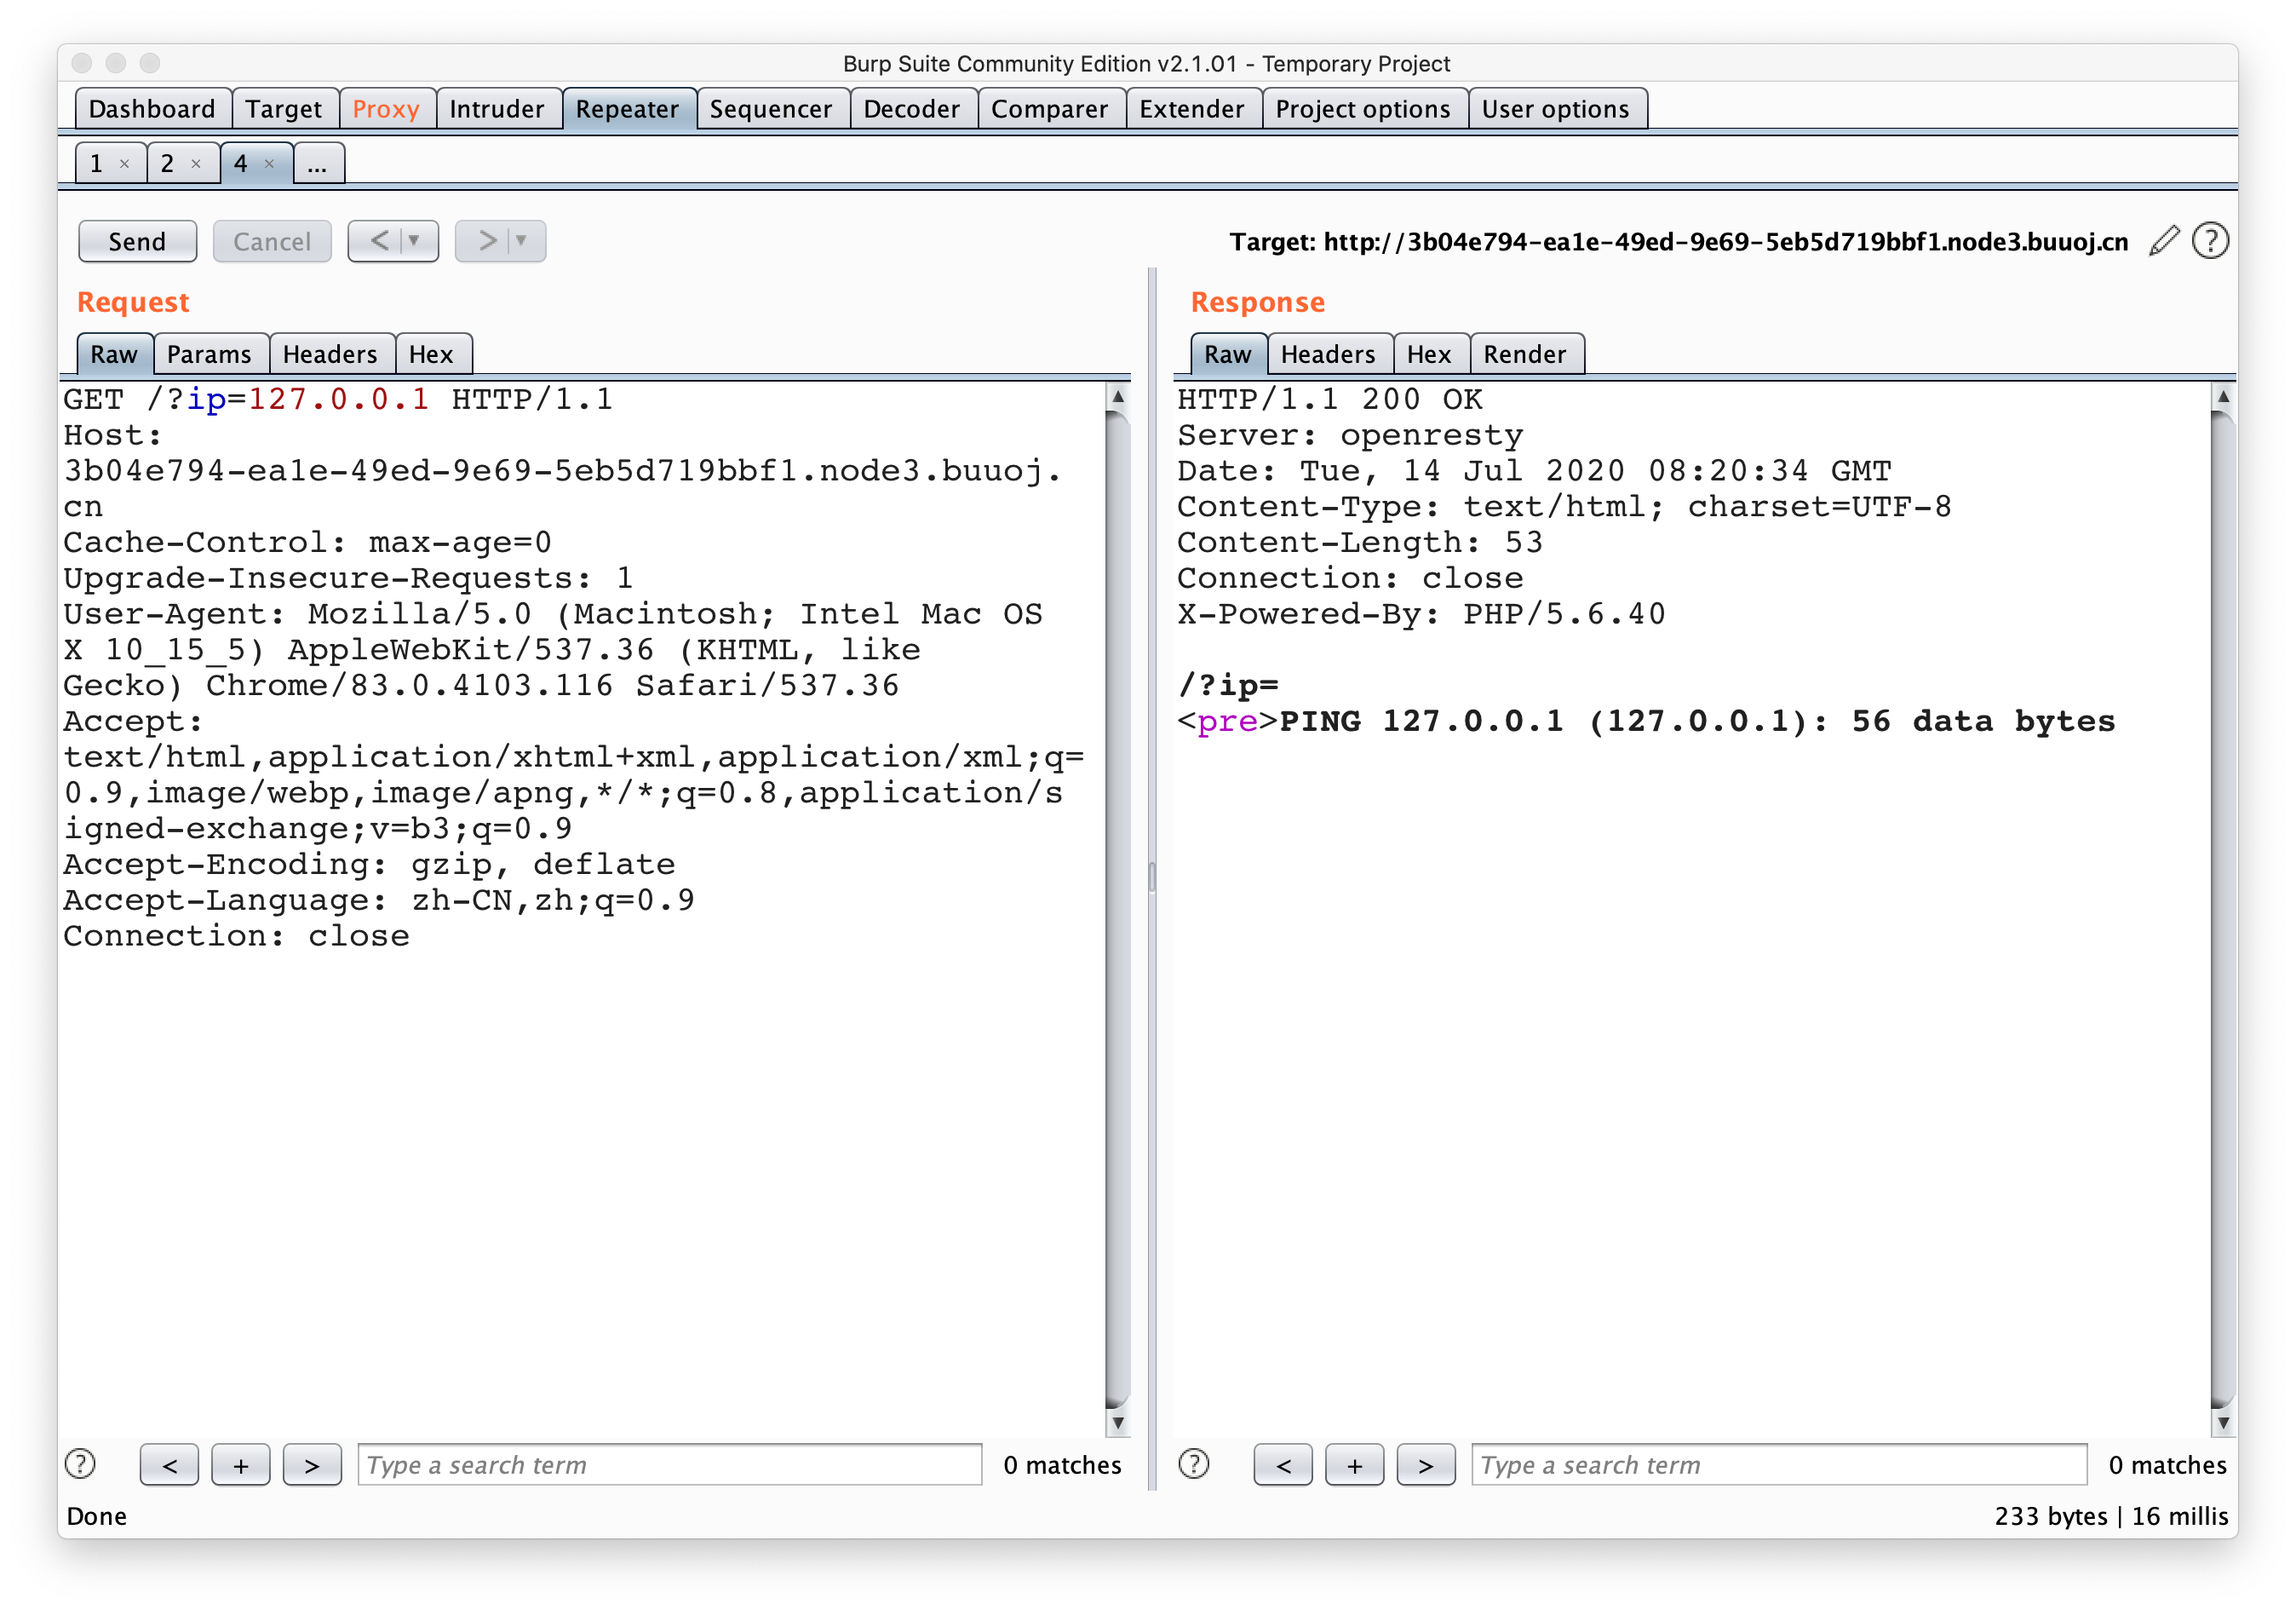 Burp Suite Community Edition v2.1.01 - Temporary Project
Dashboard Target Proxy Intruder Repeater Sequencer Decoder Comparer Extender Project options User options
1 × 2 × 4 × ...
Send Cancel < ▼ > ▼ Target: http://3b04e794-ea1e-49ed-9e69-5eb5d719bbf1.node3.buuoj.cn ?
Request
Raw Params Headers Hex
GET /?ip=127.0.0.1 HTTP/1.1
Host:
3b04e794-ea1e-49ed-9e69-5eb5d719bbf1.node3.buuoj.
cn
Cache-Control: max-age=0
Upgrade-Insecure-Requests: 1
User-Agent: Mozilla/5.0 (Macintosh; Intel Mac OS
X 10_15_5) AppleWebKit/537.36 (KHTML, like
Gecko) Chrome/83.0.4103.116 Safari/537.36
Accept:
text/html,application/xhtml+xml,application/xml;q=
0.9,image/webp,image/apng,*/*;q=0.8,application/s
igned-exchange;v=b3;q=0.9
Accept-Encoding: gzip, deflate
Accept-Language: zh-CN,zh;q=0.9
Connection: close
? < + > Type a search term 0 matches
Response
Raw Headers Hex Render
HTTP/1.1 200 OK
Server: openresty
Date: Tue, 14 Jul 2020 08:20:34 GMT
Content-Type: text/html; charset=UTF-8
Content-Length: 53
Connection: close
X-Powered-By: PHP/5.6.40
/?ip=
<pre>PING 127.0.0.1 (127.0.0.1): 56 data bytes
? < + > Type a search term 0 matches
Done 233 bytes | 16 millis